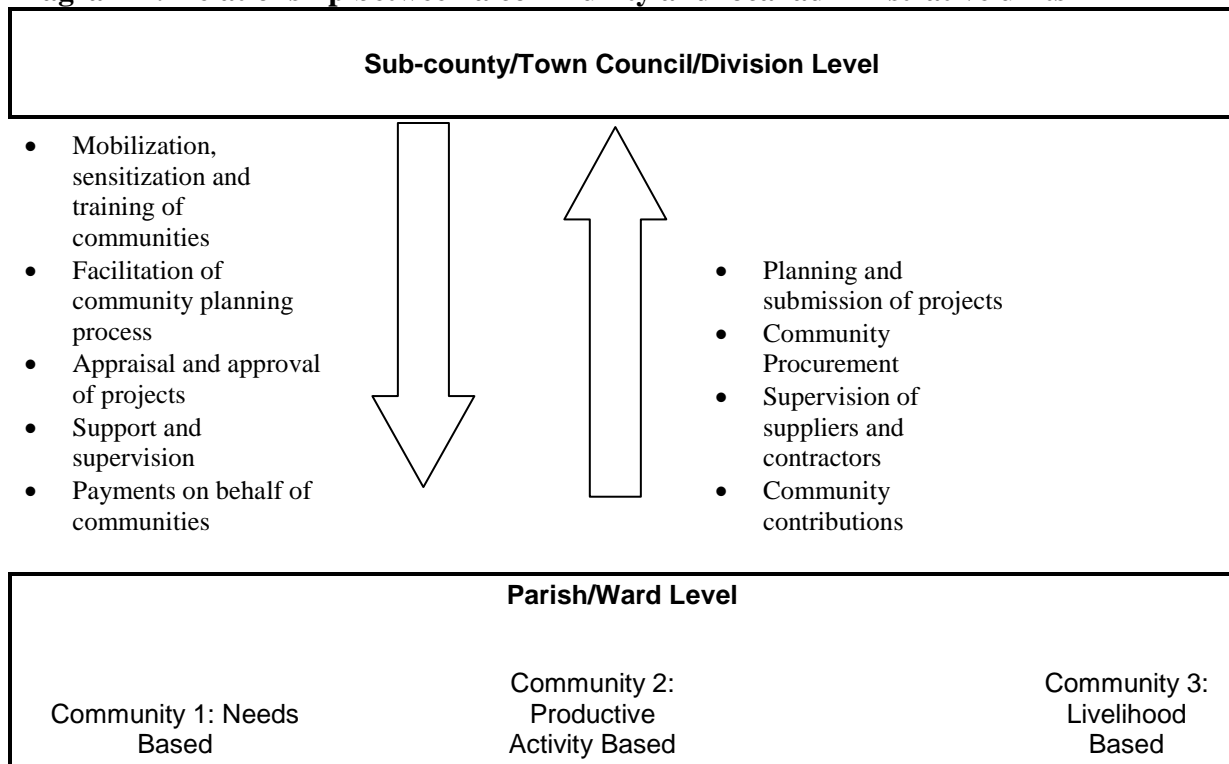 Sub-county/Town Council/Division Level
• Mobilization,
sensitization and
training of
communities
• Facilitation of
community planning
process
• Appraisal and approval
of projects
• Support and
supervision
• Payments on behalf of
communities
• Planning and
submission of projects
• Community
Procurement
• Supervision of
suppliers and
contractors
• Community
contributions
Parish/Ward Level
Community 1: Needs
Based
Community 2:
Productive
Activity Based
Community 3:
Livelihood
Based